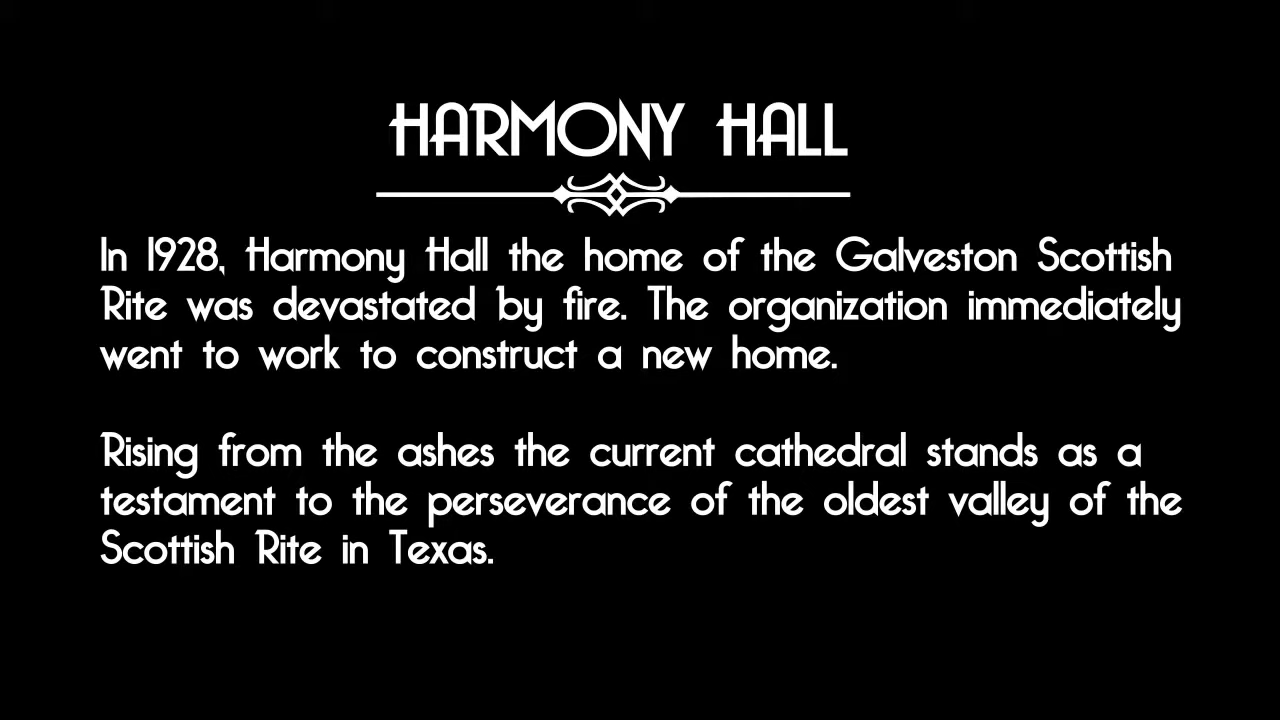 HARMONY HALL
In 1928, Harmony Hall the home of the Galveston Scottish
Rite was devastated by fire. The organization immediately
went to work to construct a new home.
Rising from the ashes the current cathedral stands as a
testament to the perseverance of the oldest valley of the
Scottish Rite in Texas.